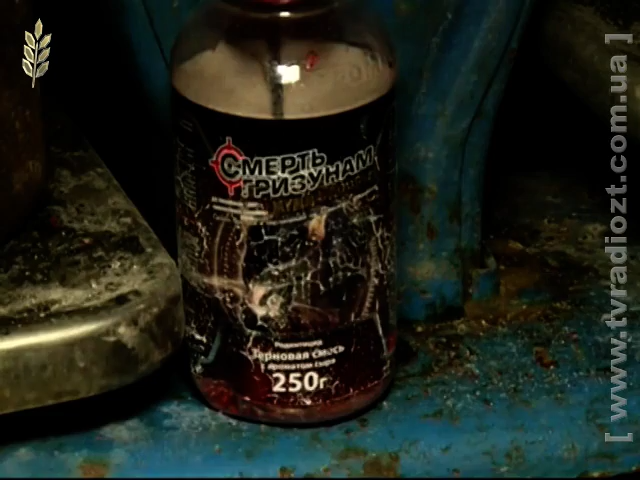 СМЕРТЬ
ГРИЗУНАМ
Родентицид
Зерновая смесь
с ароматом сыра
250г
[ www.tvradiozt.com.ua ]